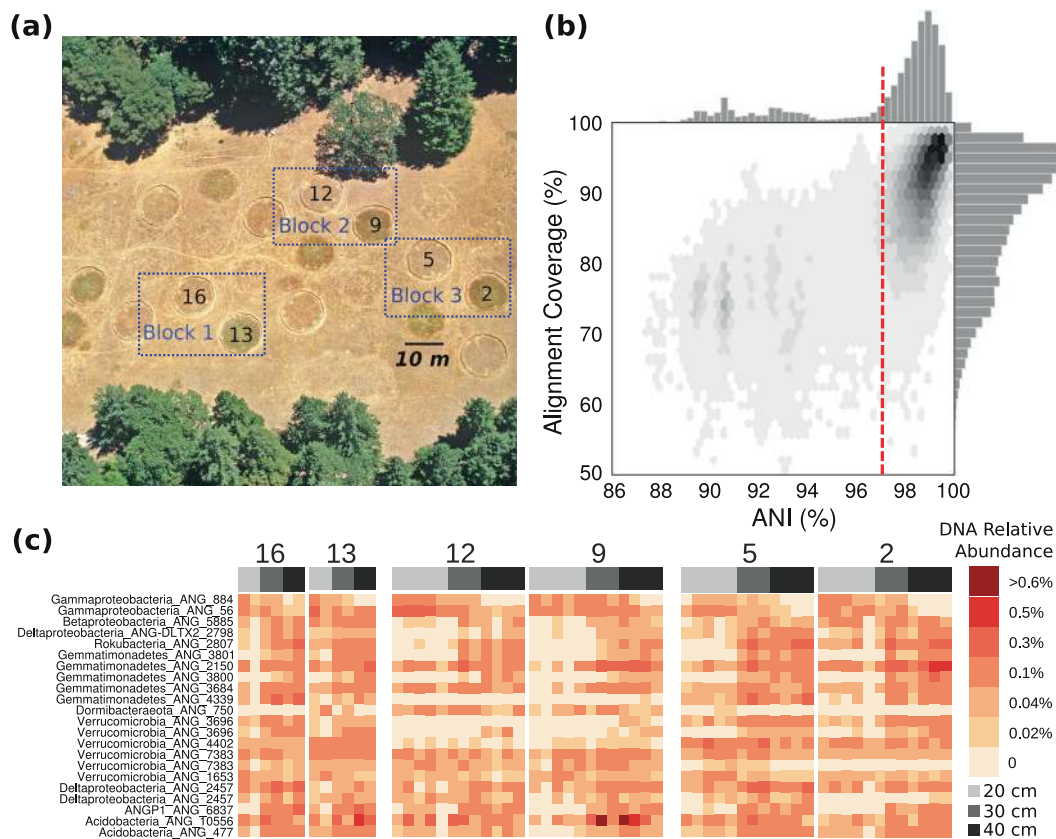 (a)
12
Block 2
9
5
2
Block 3
16
Block 1
13
10 m
(b)
100
90
80
70
60
50
Alignment Coverage (%)
86 88 90 92 94 96 98 100
ANI (%)
(c)
16 13 12 9 5 2
DNA Relative
Abundance
>0.6%
0.5%
0.3%
0.1%
0.04%
0.02%
0
20 cm
30 cm
40 cm
Gammaproteobacteria_ANG_884
Gammaproteobacteria_ANG_56
Betaproteobacteria_ANG_5885
Deltaproteobacteria_ANG-DLTX2_2798
Rokubacteria_ANG_2807
Gemmatimonadetes_ANG_3801
Gemmatimonadetes_ANG_2150
Gemmatimonadetes_ANG_3800
Gemmatimonadetes_ANG_3684
Gemmatimonadetes_ANG_4339
Dormibacteraeota_ANG_750
Verrucomicrobia_ANG_3696
Verrucomicrobia_ANG_3696
Verrucomicrobia_ANG_4402
Verrucomicrobia_ANG_7383
Verrucomicrobia_ANG_7383
Verrucomicrobia_ANG_1653
Deltaproteobacteria_ANG_2457
Deltaproteobacteria_ANG_2457
ANGP1_ANG_6837
Acidobacteria_ANG_10556
Acidobacteria_ANG_477